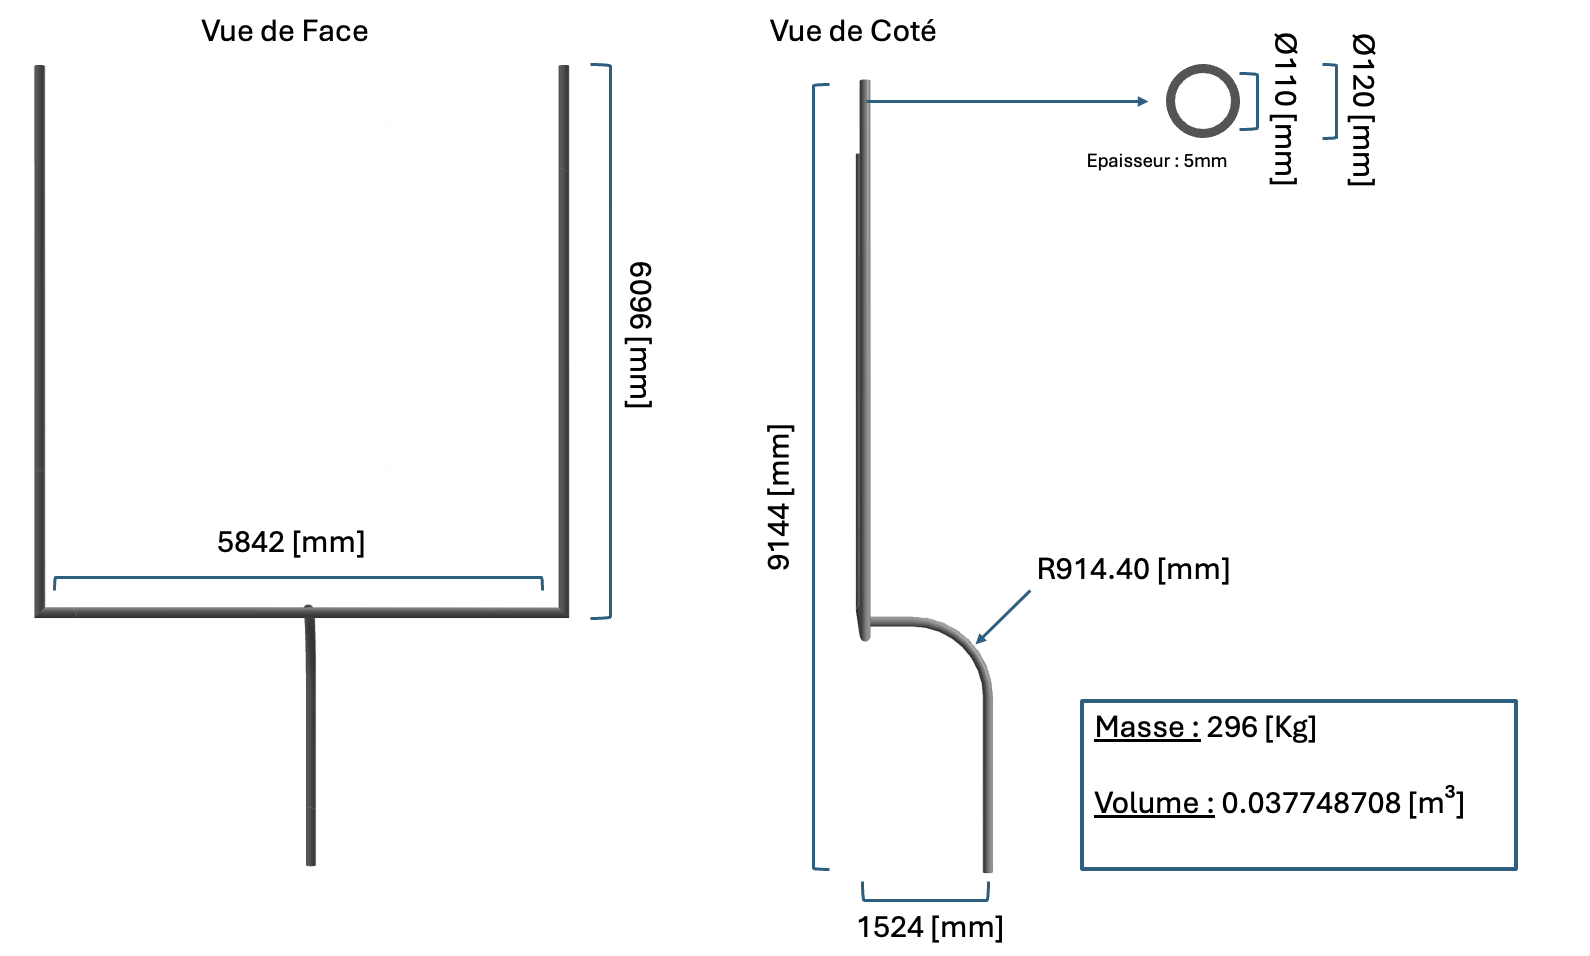 Vue de Face
Vue de Coté
Ø110 [mm]
Ø120 [mm]
Epaisseur : 5mm
6096 [mm]
9144 [mm]
5842 [mm]
R914.40 [mm]
Masse : 296 [Kg]
Volume : 0.037748708 [m³]
1524 [mm]